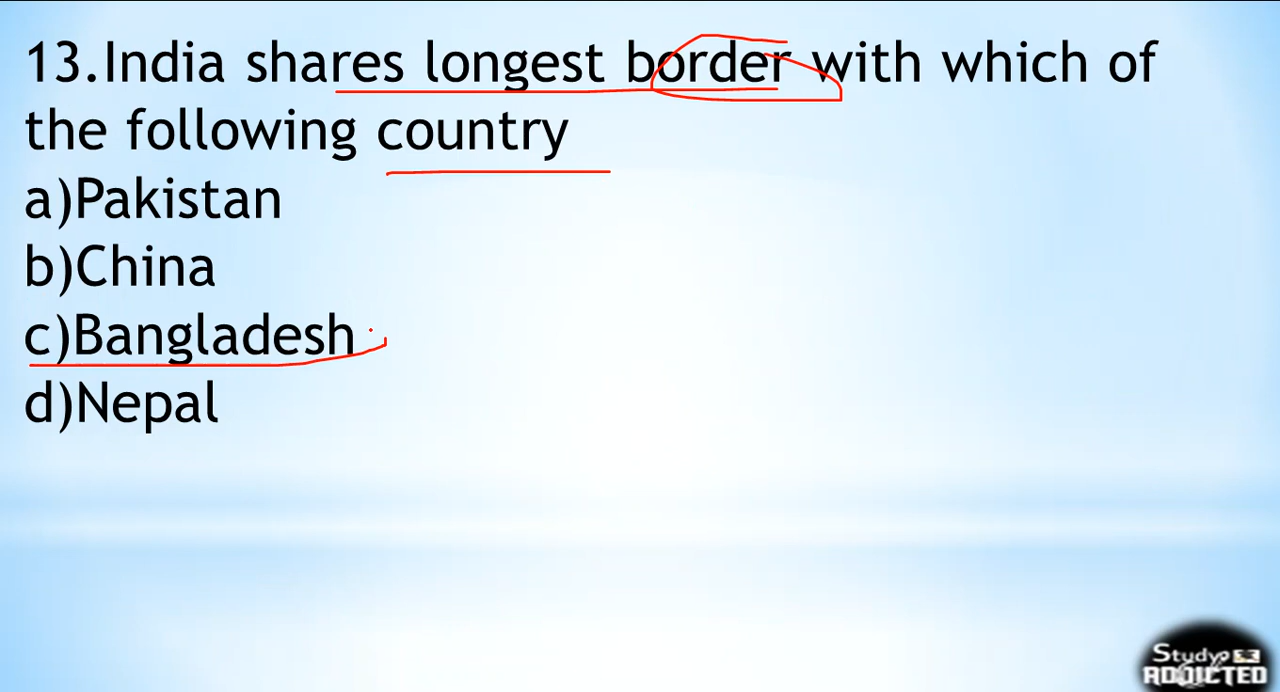 13.India shares longest border with which of
the following country
a)Pakistan
b)China
c)Bangladesh
d)Nepal
Study
ADDICTED